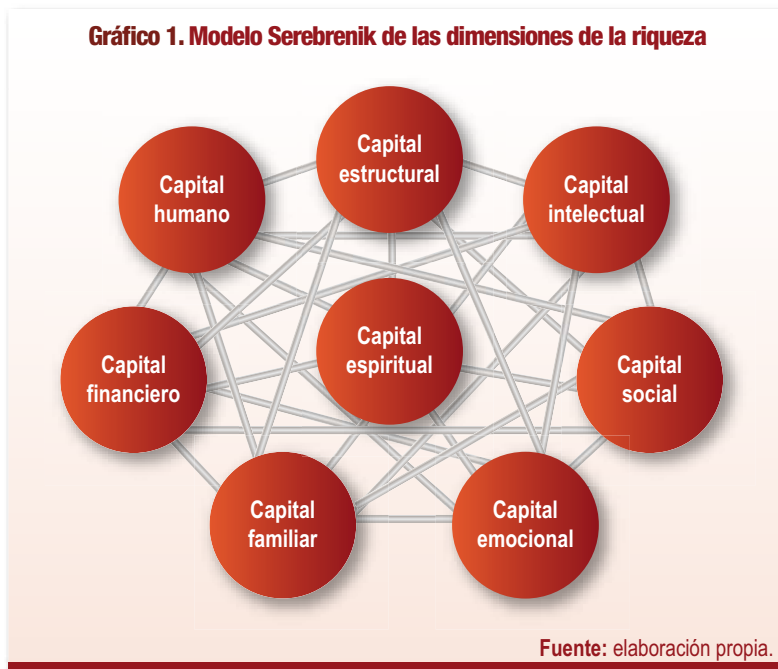 Gráfico 1. Modelo Serebrenik de las dimensiones de la riqueza
Capital
estructural
Capital
humano
Capital
intelectual
Capital
espiritual
Capital
financiero
Capital
social
Capital
familiar
Capital
emocional
Fuente: elaboración propia.